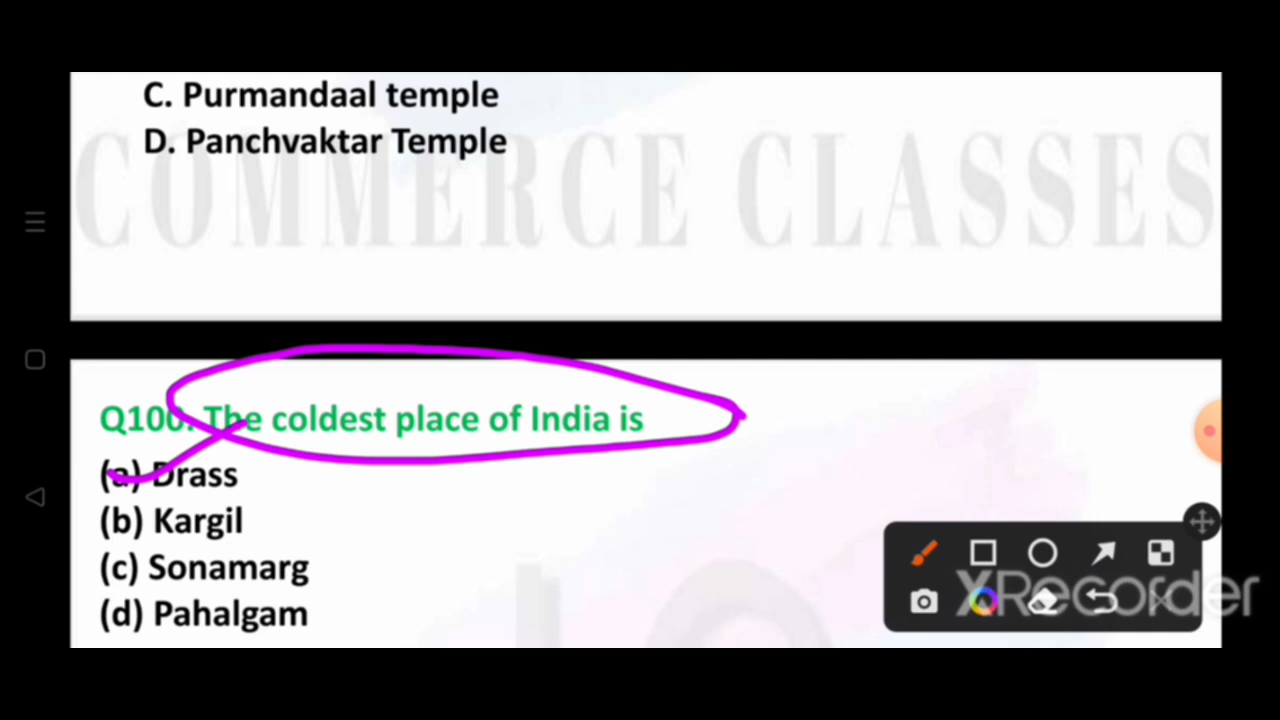 C. Purmandaal temple
D. Panchvaktar Temple
COMMERCE CLASSES
Q100. The coldest place of India is
(a) Drass
(b) Kargil
(c) Sonamarg
(d) Pahalgam
XRecorder